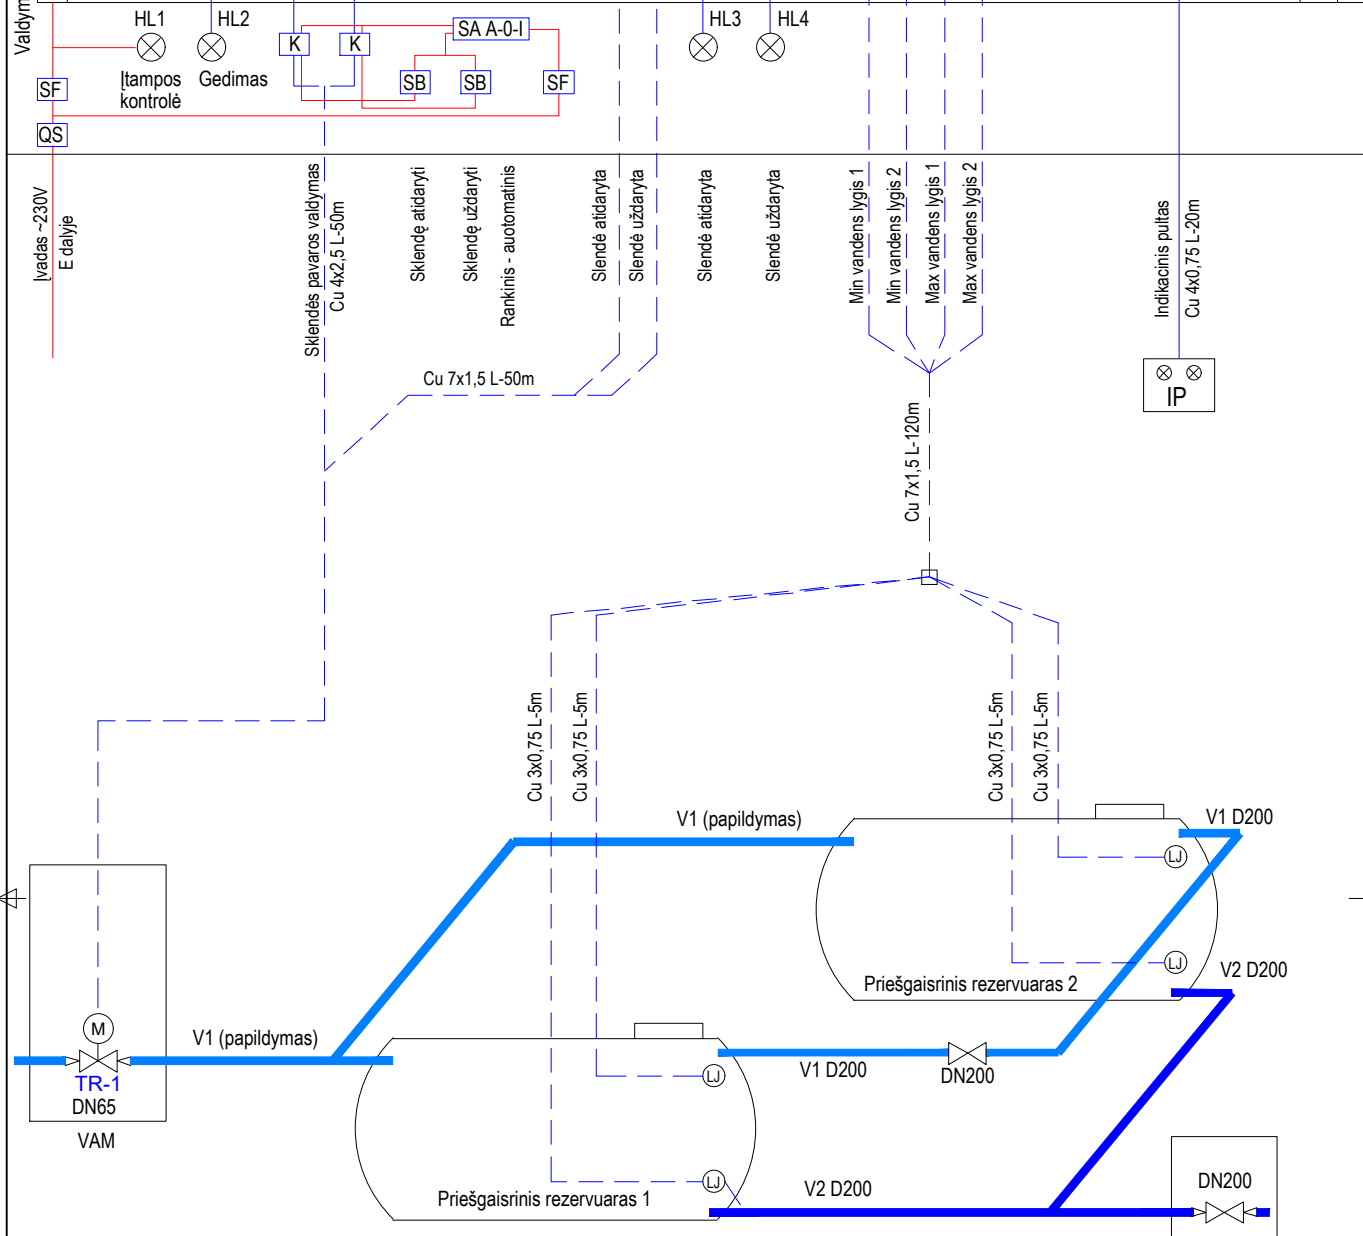 Valdym
HL1
HL2
HL3
HL4
K
K
SA A-0-I
SB
SB
SF
SF
QS
Įtampos
kontrolė
Gedimas
Įvadas ~230V
E dalyje
Sklendės pavaros valdymas
Cu 4x2,5 L-50m
Sklendę atidaryti
Sklendę uždaryti
Rankinis - auotomatinis
Slendė atidaryta
Slendė uždaryta
Slendė atidaryta
Slendė uždaryta
Min vandens lygis 1
Min vandens lygis 2
Max vandens lygis 1
Max vandens lygis 2
Indikacinis pultas
Cu 4x0,75 L-20m
IP
Cu 7x1,5 L-50m
Cu 7x1,5 L-120m
Cu 3x0,75 L-5m
Cu 3x0,75 L-5m
Cu 3x0,75 L-5m
Cu 3x0,75 L-5m
V1 (papildymas)
V1 D200
LJ
LJ
Priešgaisrinis rezervuaras 2
V2 D200
M
V1 (papildymas)
TR-1
DN65
VAM
LJ
V1 D200
DN200
LJ
Priešgaisrinis rezervuaras 1
V2 D200
DN200